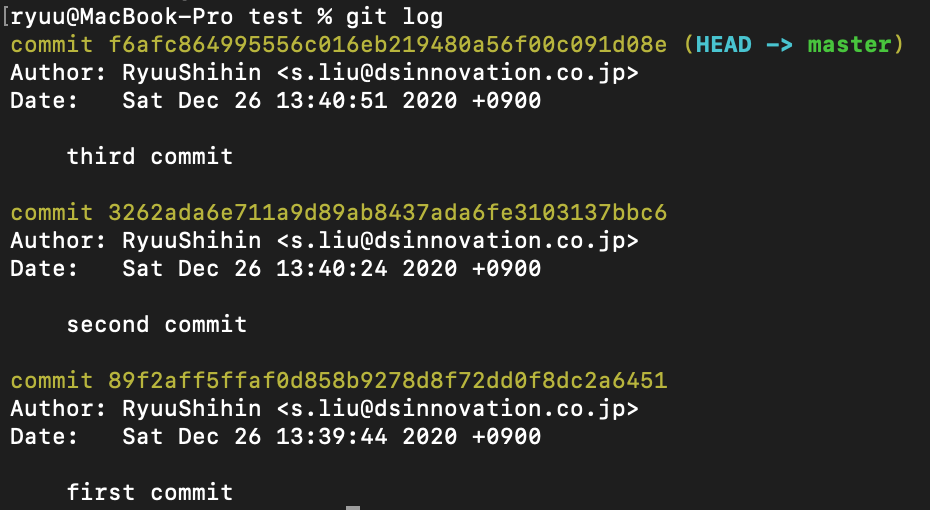 [ryuu@MacBook-Pro test % git log
commit f6afc864995556c016eb219480a56f00c091d08e (HEAD -> master)
Author: RyuuShihin <s.liu@dsinnovation.co.jp>
Date:   Sat Dec 26 13:40:51 2020 +0900
    third commit
commit 3262ada6e711a9d89ab8437ada6fe3103137bbc6
Author: RyuuShihin <s.liu@dsinnovation.co.jp>
Date:   Sat Dec 26 13:40:24 2020 +0900
    second commit
commit 89f2aff5ffaf0d858b9278d8f72dd0f8dc2a6451
Author: RyuuShihin <s.liu@dsinnovation.co.jp>
Date:   Sat Dec 26 13:39:44 2020 +0900
    first commit